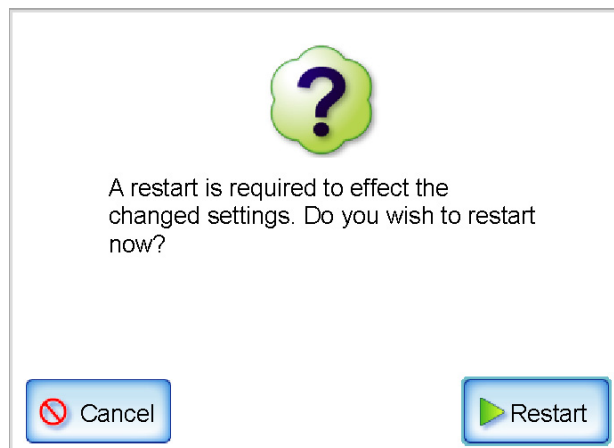 ?
A restart is required to effect the
changed settings. Do you wish to restart
now?
Cancel
Restart